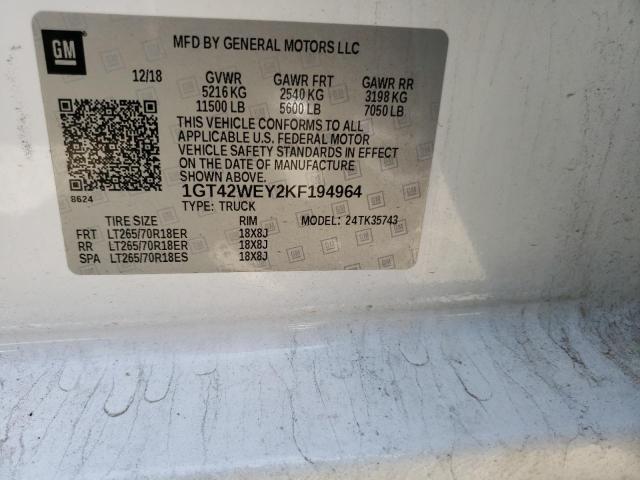 GM
MFD BY GENERAL MOTORS LLC
12/18 GVWR GAWR FRT GAWR RR
5216 KG 2540 KG 3198 KG
11500 LB 5600 LB 7050 LB
THIS VEHICLE CONFORMS TO ALL
APPLICABLE U.S. FEDERAL MOTOR
VEHICLE SAFETY STANDARDS IN EFFECT
ON THE DATE OF MANUFACTURE
SHOWN ABOVE.
8624
1GT42WEY2KF194964
TYPE: TRUCK
TIRE SIZE RIM MODEL: 24TK35743
FRT LT265/70R18ER 18X8J
RR LT265/70R18ER 18X8J
SPA LT265/70R18ES 18X8J